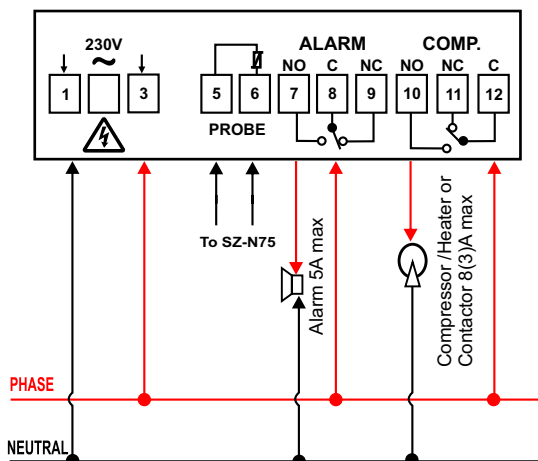 230V
ALARM COMP.
NO C NC NO NC C
1 3 5 6 7 8 9 10 11 12
PROBE
To SZ-N75
Alarm 5A max
Compressor /Heater or
Contactor 8(3)A max
PHASE
NEUTRAL